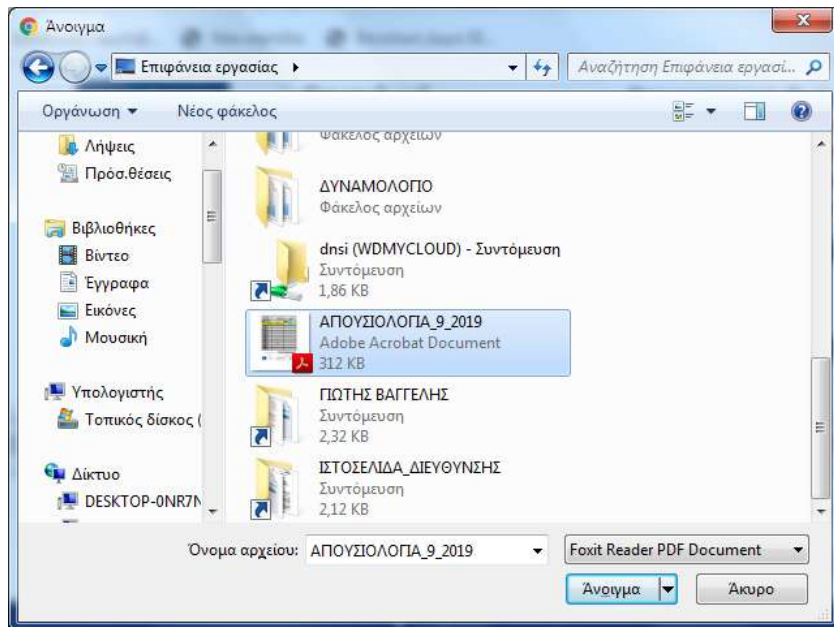 Άνοιγμα
Επιφάνεια εργασίας
Αναζήτηση Επιφάνεια εργασί...
Οργάνωση
Νέος φάκελος
Λήψεις
Πρόσ.θέσεις
Βιβλιοθήκες
Βίντεο
Έγγραφα
Εικόνες
Μουσική
Υπολογιστής
Τοπικός δίσκος (
Δίκτυο
DESKTOP-0NR7N
Φάκελος αρχείων
ΔΥΝΑΜΟΛΟΓΙΟ
Φάκελος αρχείων
dnsi (WDMYCLOUD) - Συντόμευση
Συντόμευση
1,86 KB
ΑΠΟΥΣΙΟΛΟΓΙΑ_9_2019
Adobe Acrobat Document
312 KB
ΓΙΩΤΗΣ ΒΑΓΓΕΛΗΣ
Συντόμευση
2,32 KB
ΙΣΤΟΣΕΛΙΔΑ_ΔΙΕΥΘΥΝΣΗΣ
Συντόμευση
2,12 KB
Όνομα αρχείου:
ΑΠΟΥΣΙΟΛΟΓΙΑ_9_2019
Foxit Reader PDF Document
Άνοιγμα
Άκυρο